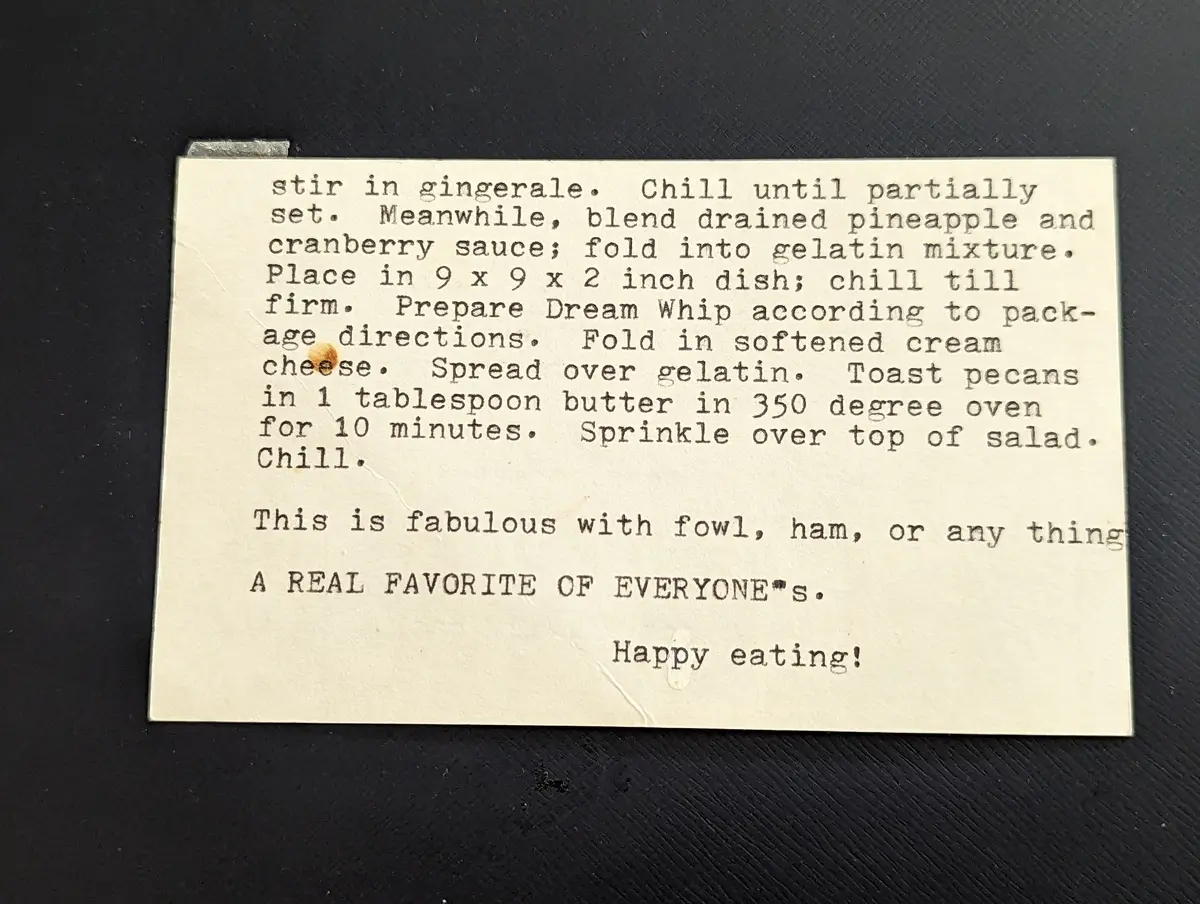 stir in gingerale.  Chill until partially
set.  Meanwhile, blend drained pineapple and
cranberry sauce; fold into gelatin mixture.
Place in 9 x 9 x 2 inch dish; chill till
firm.  Prepare Dream Whip according to pack-
age directions.  Fold in softened cream
cheese.  Spread over gelatin.  Toast pecans
in 1 tablespoon butter in 350 degree oven
for 10 minutes.  Sprinkle over top of salad.
Chill.
This is fabulous with fowl, ham, or any thing
A REAL FAVORITE OF EVERYONE"s.
Happy eating!